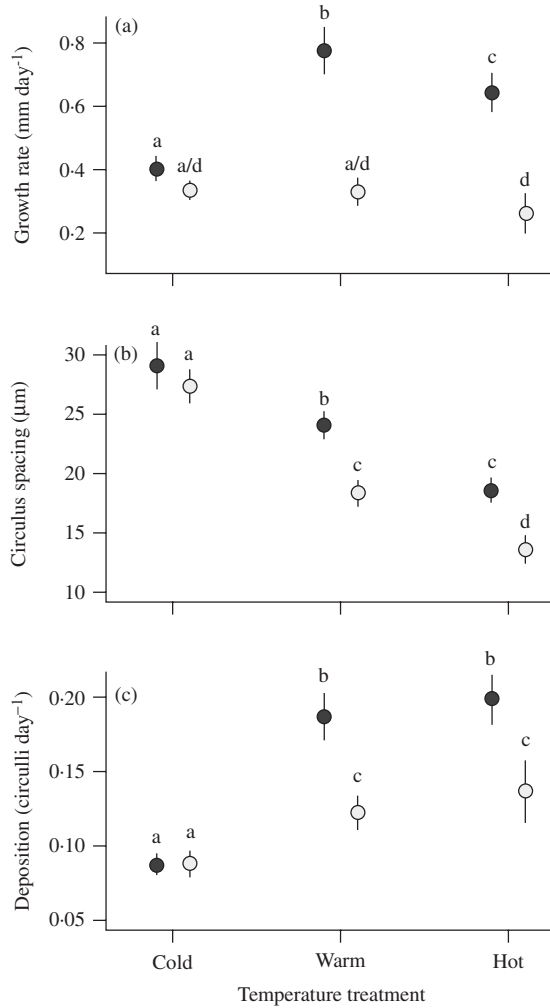 (a)
b
0·8
c
0·6
a
a/d
a/d
0·4
d
0·2
Growth rate (mm day⁻¹)
(b)
a
a
30
b
25
c
c
20
d
15
10
Circulus spacing (µm)
(c)
b
b
0·20
c
c
0·15
a
a
0·10
0·05
Deposition (circulli day⁻¹)
Cold Warm Hot
Temperature treatment